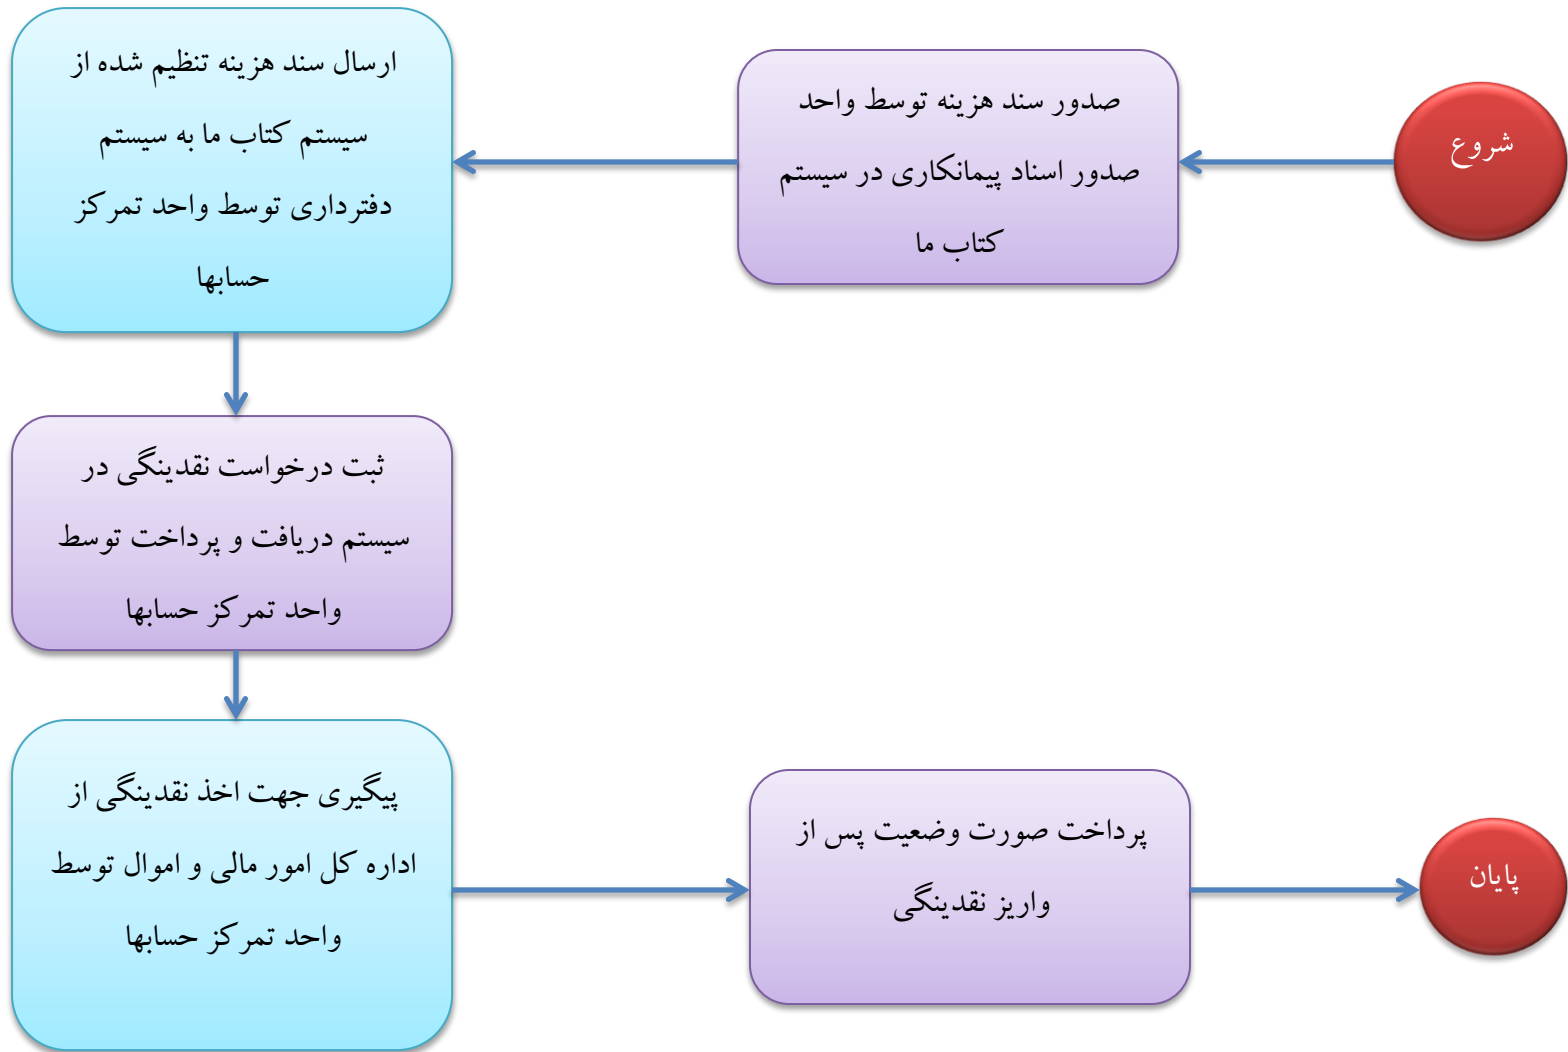 شروع
صدور سند هزینه توسط واحد
صدور اسناد پیمانکاری در سیستم
کتاب ما
ارسال سند هزینه تنظیم شده از
سیستم کتاب ما به سیستم
دفترداری توسط واحد تمرکز
حسابها
ثبت درخواست نقدینگی در
سیستم دریافت و پرداخت توسط
واحد تمرکز حسابها
پیگیری جهت اخذ نقدینگی از
اداره کل امور مالی و اموال توسط
واحد تمرکز حسابها
پرداخت صورت وضعیت پس از
واریز نقدینگی
پایان